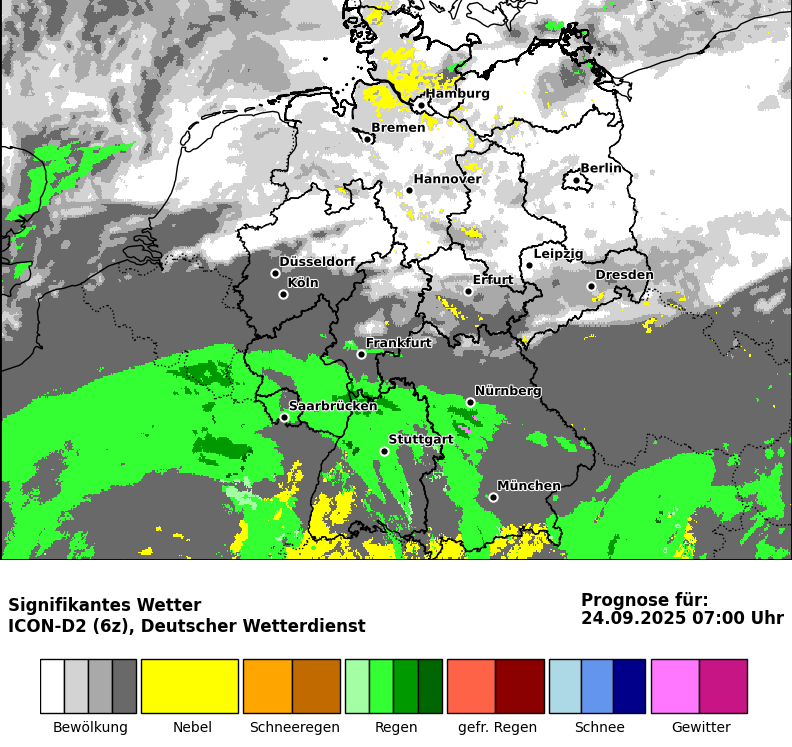 Hamburg
Bremen
Hannover
Berlin
Düsseldorf
Leipzig
Köln
Erfurt
Dresden
Frankfurt
Nürnberg
Saarbrücken
Stuttgart
München
Signifikantes Wetter
ICON-D2 (6z), Deutscher Wetterdienst
Prognose für:
24.09.2025 07:00 Uhr
Bewölkung
Nebel
Schneeregen
Regen
gefr. Regen
Schnee
Gewitter